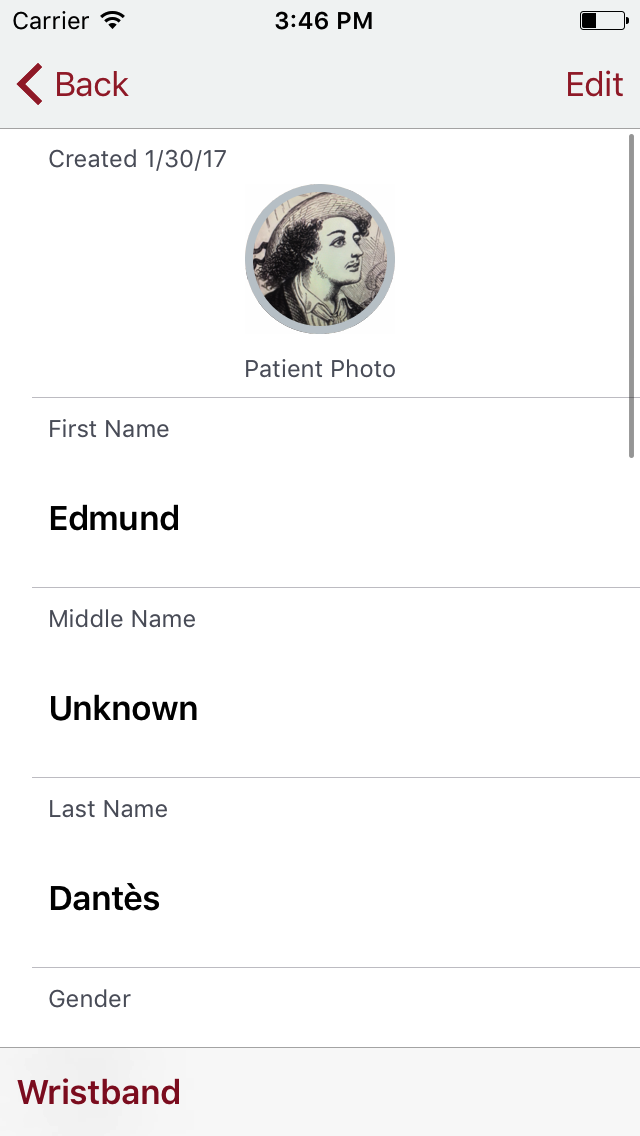 Carrier 3:46 PM
Back Edit
Created 1/30/17
Patient Photo
First Name
Edmund
Middle Name
Unknown
Last Name
Dantès
Gender
Wristband